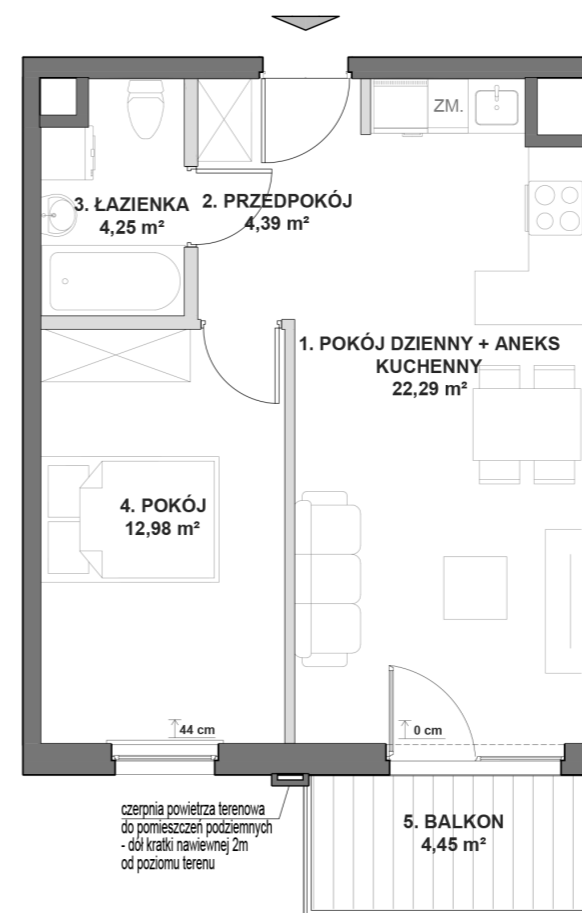 ZM.
3. ŁAZIENKA
4,25 m²
2. PRZEDPOKÓJ
4,39 m²
1. POKÓJ DZIENNY + ANEKS
KUCHENNY
22,29 m²
4. POKÓJ
12,98 m²
44 cm
0 cm
czerpnia powietrza terenowa
do pomieszczeń podziemnych
- dół kratki nawiewnej 2m
od poziomu terenu
5. BALKON
4,45 m²